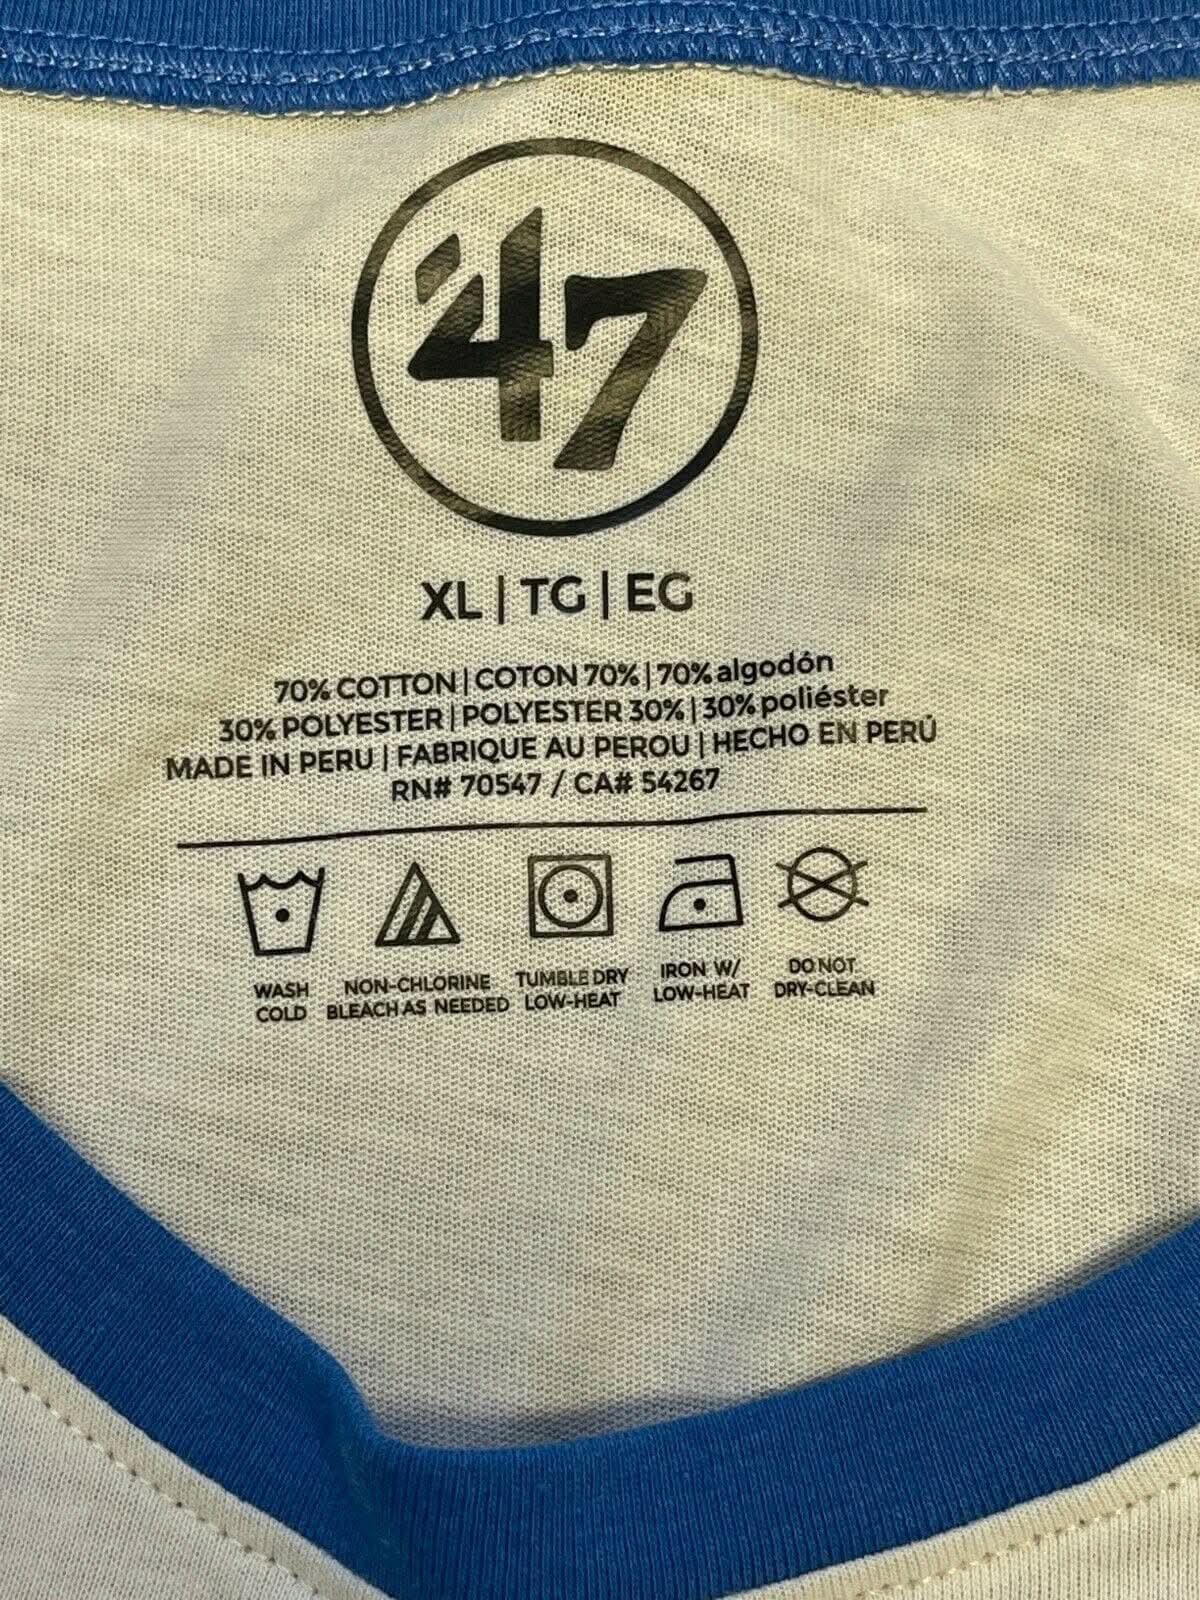 '47
XL | TG | EG
70% COTTON | COTON 70% | 70% algodón
30% POLYESTER | POLYESTER 30% | 30% poliéster
MADE IN PERU | FABRIQUE AU PEROU | HECHO EN PERÚ
RN# 70547 / CA# 54267
WASH COLD
NON-CHLORINE BLEACH AS NEEDED
TUMBLE DRY LOW-HEAT
IRON W/ LOW-HEAT
DO NOT DRY-CLEAN